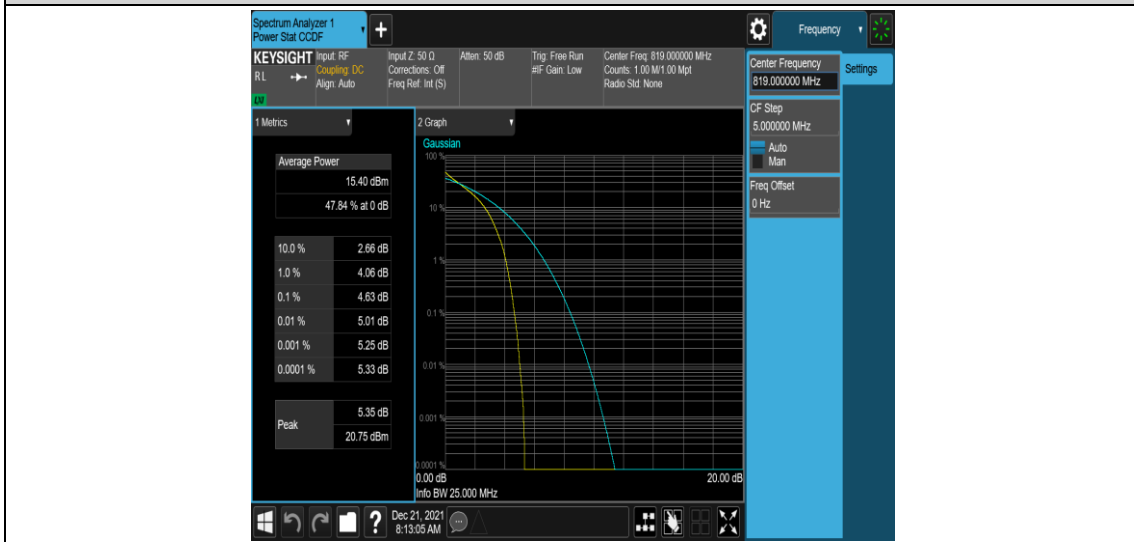 Spectrum Analyzer 1
Power Stat CCDF
+
Frequency
KEYSIGHT
RL
LXI
Input: RF
Coupling: DC
Align: Auto
Input Z: 50 Ω
Corrections: Off
Freq Ref: Int (S)
Atten: 50 dB
Trig: Free Run
#IF Gain: Low
Center Freq: 819.000000 MHz
Counts: 1.00 M/1.00 Mpt
Radio Std: None
Center Frequency
819.000000 MHz
Settings
CF Step
5.000000 MHz
Auto
Man
Freq Offset
0 Hz
1 Metrics
Average Power
15.40 dBm
47.84 % at 0 dB
10.0 % 2.66 dB
1.0 % 4.06 dB
0.1 % 4.63 dB
0.01 % 5.01 dB
0.001 % 5.25 dB
0.0001 % 5.33 dB
Peak
5.35 dB
20.75 dBm
2 Graph
Gaussian
100 %
10 %
1 %
0.1 %
0.01 %
0.001 %
0.0001 %
0.00 dB 20.00 dB
Info BW 25.000 MHz
?
Dec 21, 2021
8:13:05 AM